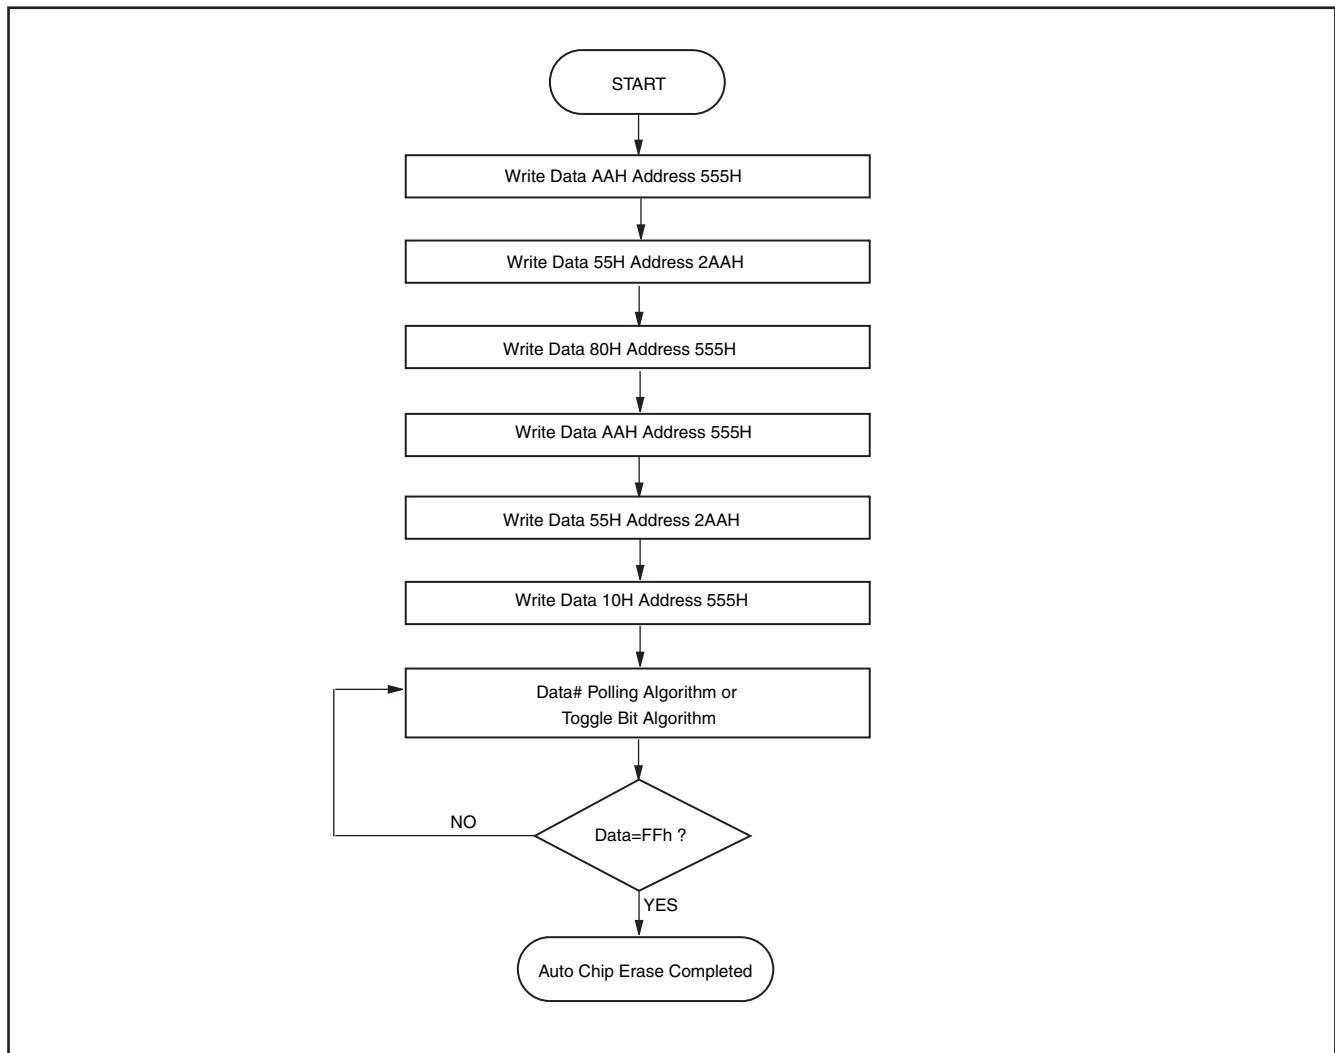 START
Write Data AAH Address 555H
Write Data 55H Address 2AAH
Write Data 80H Address 555H
Write Data AAH Address 555H
Write Data 55H Address 2AAH
Write Data 10H Address 555H
Data# Polling Algorithm or
Toggle Bit Algorithm
NO
Data=FFh ?
YES
Auto Chip Erase Completed